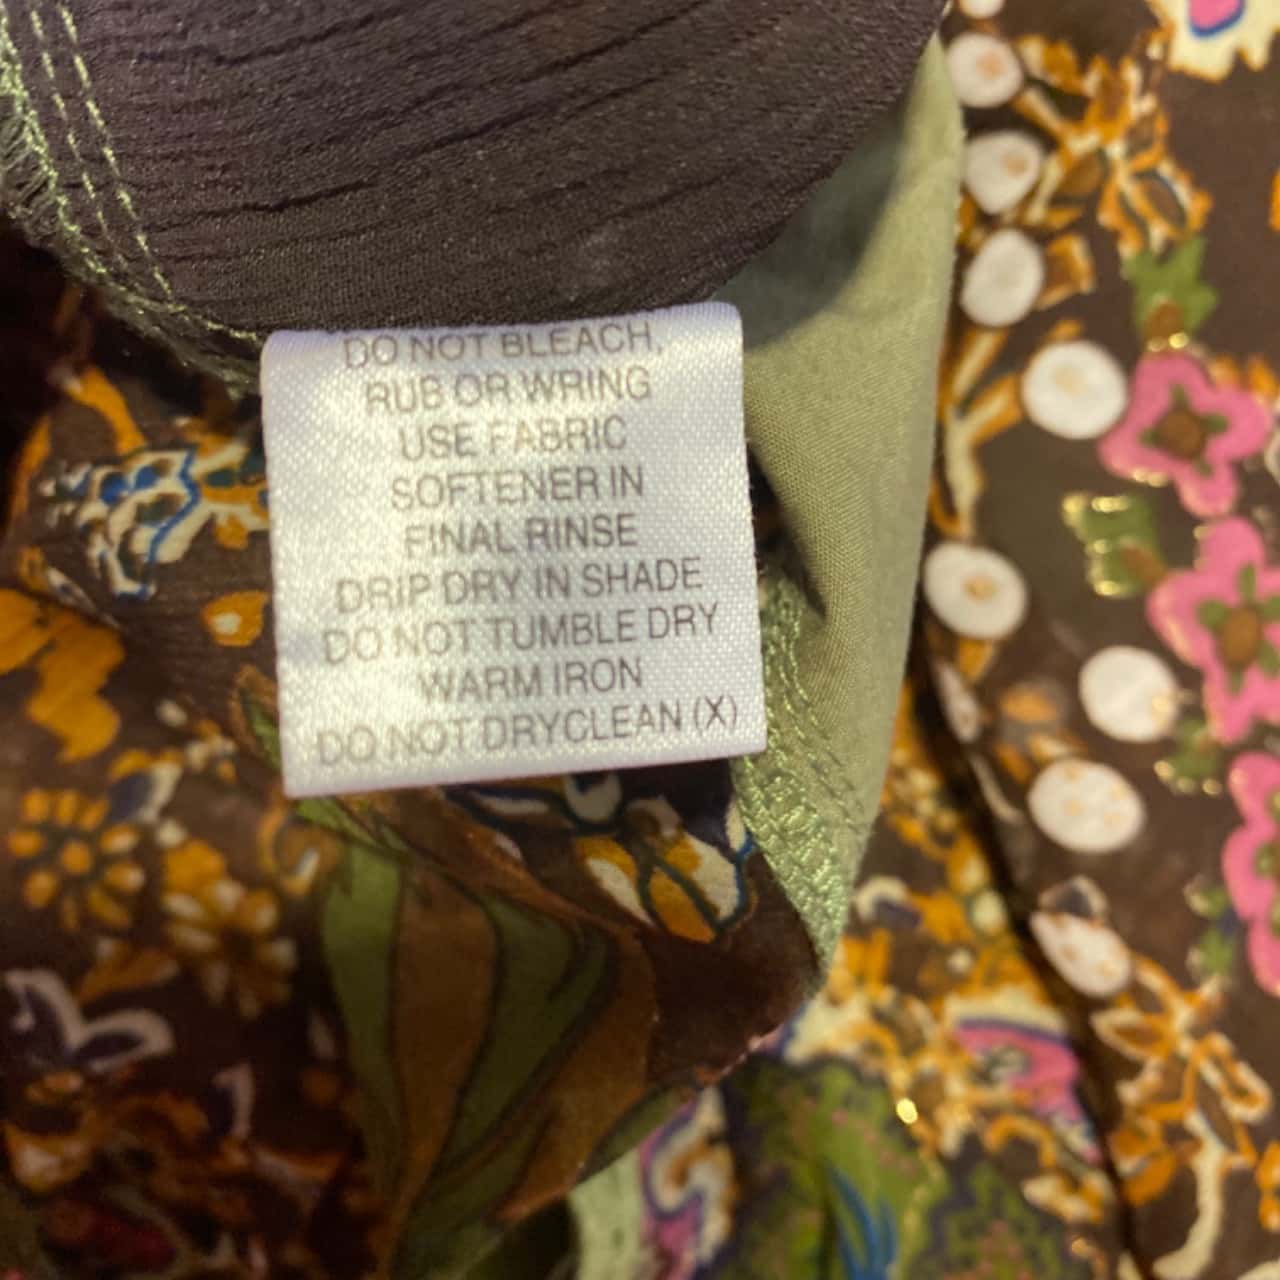 DO NOT BLEACH,
RUB OR WRING
USE FABRIC
SOFTENER IN
FINAL RINSE
DRIP DRY IN SHADE
DO NOT TUMBLE DRY
WARM IRON
DO NOT DRYCLEAN (X)